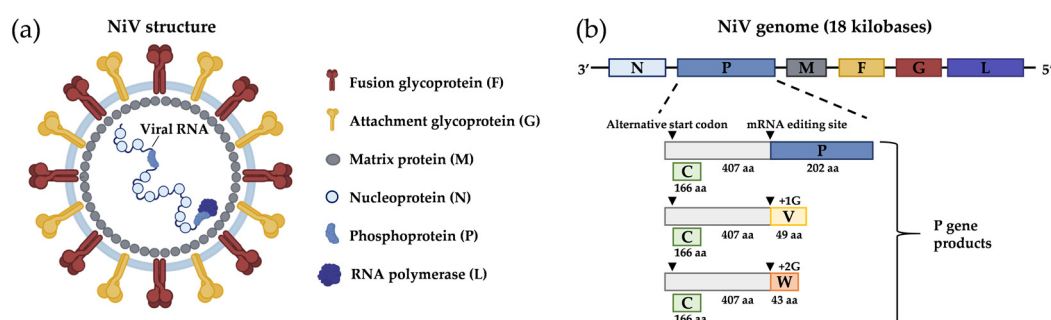 (a)
NiV structure
Viral RNA
Fusion glycoprotein (F)
Attachment glycoprotein (G)
Matrix protein (M)
Nucleoprotein (N)
Phosphoprotein (P)
RNA polymerase (L)
(b)
NiV genome (18 kilobases)
3′ N P M F G L 5′
Alternative start codon mRNA editing site
P
C 407 aa 202 aa
166 aa
+1G
V
C 407 aa 49 aa
166 aa
+2G
W
C 407 aa 43 aa
166 aa
P gene
products